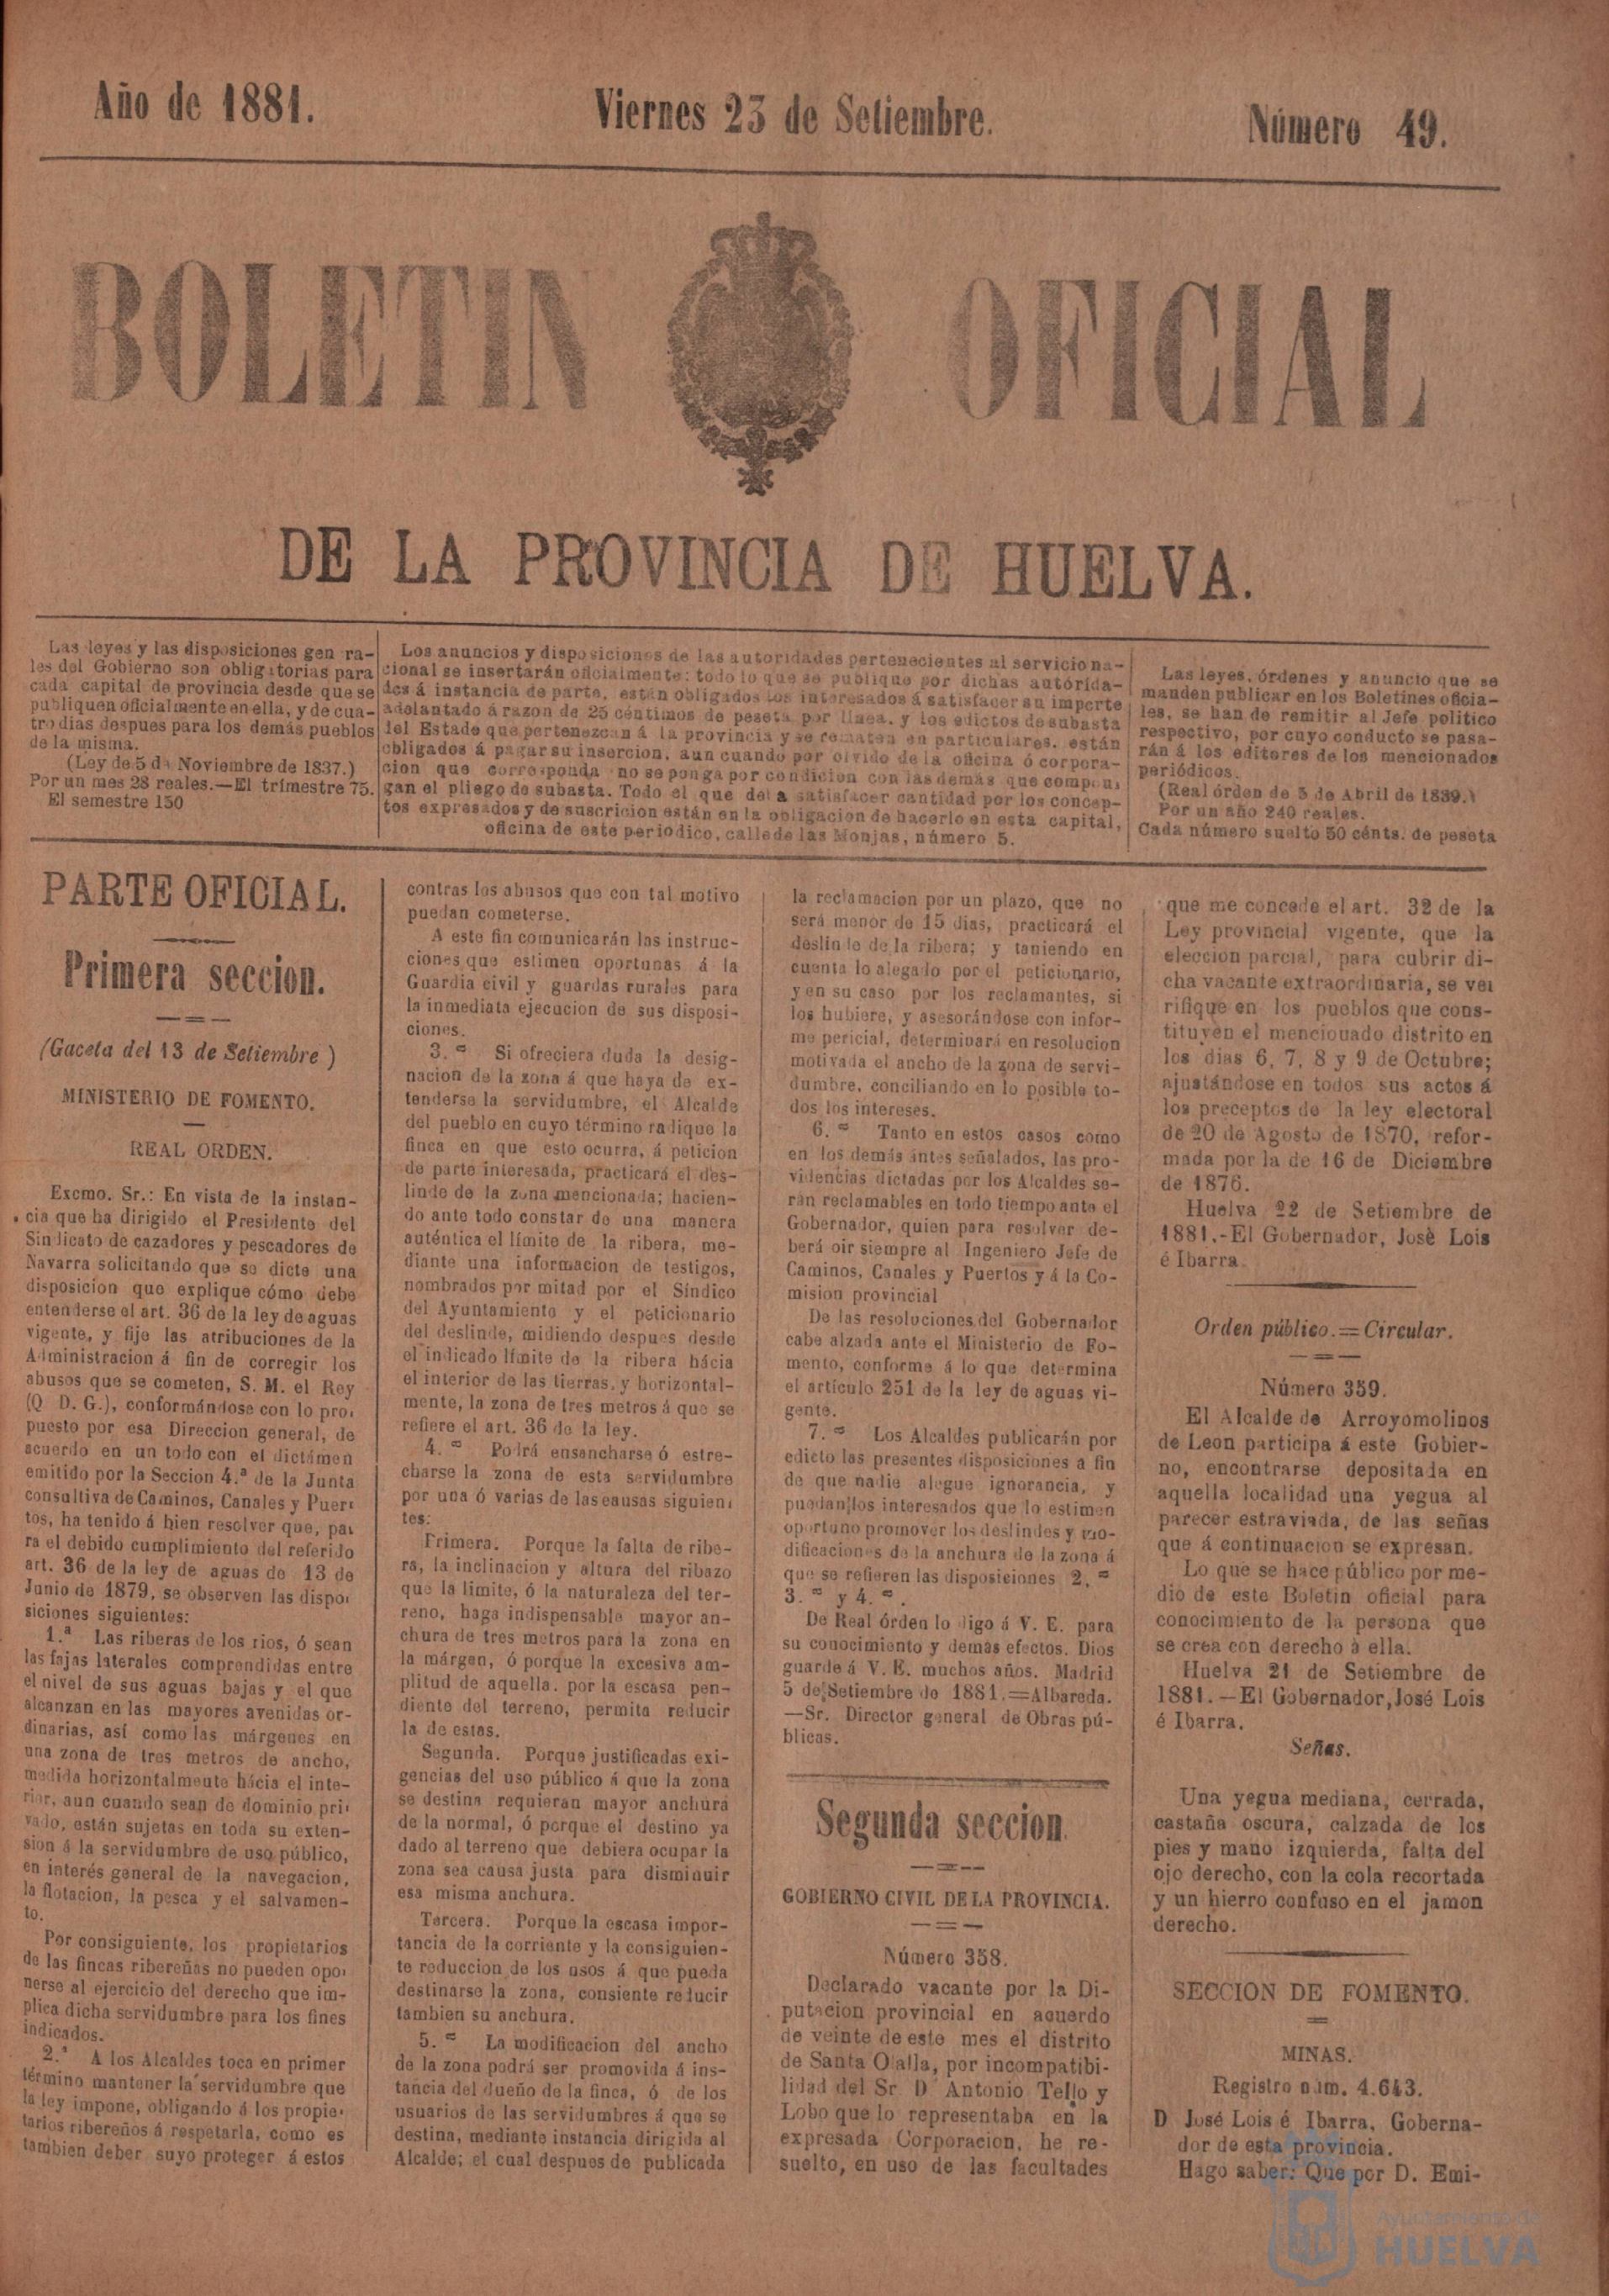 Año de 1881.
Viernes 23 de Setiembre.
Número 49.
BOLETIN OFICIAL
DE LA PROVINCIA DE HUELVA.
Las leyes y las disposiciones gen ra-
les del Gobierno son obligatorias para
cada capital de provincia desde que se
publiquen oficialmente en ella, y de cua-
tro dias despues para los demás pueblos
de la misma.
(Ley de 5 de Noviembre de 1837.)
Por un mes 28 reales.—El trimestre 75.
El semestre 150
Los anuncios y disposiciones de las autoridades pertenecientes al servicio na-
cional se insertarán oficialmente: todo lo que se publique por dichas autorida-
des á instancia de parte, están obligados los interesados á satisfacer su importe
adelantado á razon de 25 céntimos de peseta por línea. y los edictos de subasta
del Estado que pertenezcan á la provincia y se rematen en particulares. están
obligados á pagar su insercion, aun cuando por olvido de la oficina ó corpora-
cion que corresponda no se ponga por condicion con las demás que compon,
gan el pliego de subasta. Todo el que deba satisfacer cantidad por los concep-
tos expresados y de suscricion están en la obligacion de hacerlo en esta capital,
oficina de este periodico, calle de las Monjas, número 5.
Las leyes, órdenes y anuncio que se
manden publicar en los Boletines oficia-
les, se han de remitir al Jefe politico
respectivo, por cuyo conducto se pasa-
rán á los editores de los mencionados
periódicos.
(Real órden de 5 de Abril de 1839.)
Por un año 240 reales.
Cada número suelto 50 cénts. de peseta
PARTE OFICIAL.
Primera seccion.
(Gaceta del 13 de Setiembre )
MINISTERIO DE FOMENTO.
REAL ORDEN.
Excmo. Sr.: En vista de la instan-
cia que ha dirigido el Presidente del
Sindicato de cazadores y pescadores de
Navarra solicitando que se dicte una
disposicion que explique cómo debe
entenderse el art. 36 de la ley de aguas
vigente, y fije las atribuciones de la
Administracion á fin de corregir los
abusos que se cometen, S. M. el Rey
(Q D. G.), conformándose con lo pro,
puesto por esa Direccion general, de
acuerdo en un todo con el dictámen
emitido por la Seccion 4.ª de la Junta
consultiva de Caminos, Canales y Puer-
tos, ha tenido á bien resolver que, pa-
ra el debido cumplimiento del referido
art. 36 de la ley de aguas de 13 de
Junio de 1879, se observen las dispo-
siciones siguientes:
1.ª Las riberas de los rios, ó sean
las fajas laterales comprendidas entre
el nivel de sus aguas bajas y el que
alcanzan en las mayores avenidas or-
dinarias, así como las márgenes en
una zona de tres metros de ancho,
medida horizontalmente hácia el inte-
rior, aun cuando sean de dominio pri-
vado, están sujetas en toda su exten-
sion á la servidumbre de uso público,
en interés general de la navegacion,
la flotacion, la pesca y el salvamen-
to.
Por consiguiente, los propietarios
de las fincas ribereñas no pueden opo-
nerse al ejercicio del derecho que im-
plica dicha servidumbre para los fines
indicados.
2.ª A los Alcaldes toca en primer
término mantener la servidumbre que
la ley impone, obligando á los propie-
tarios ribereños á respetarla, como es
tambien deber suyo proteger á estos
contras los abusos que con tal motivo
puedan cometerse.
A este fin comunicarán las instruc-
ciones que estimen oportunas á la
Guardia civil y guardas rurales para
la inmediata ejecucion de sus disposi-
ciones.
3.ª Si ofreciera duda la desig-
nacion de la zona á que haya de ex-
tenderse la servidumbre, el Alcalde
del pueblo en cuyo término radique la
finca en que esto ocurra, á peticion
de parte interesada, practicará el des-
linde de la zona mencionada; hacien-
do ante todo constar de una manera
auténtica el límite de la ribera, me-
diante una informacion de testigos,
nombrados por mitad por el Síndico
del Ayuntamiento y el peticionario
del deslinde, midiendo despues desde
el indicado límite de la ribera hácia
el interior de las tierras, y horizontal-
mente, la zona de tres metros á que se
refiere el art. 36 de la ley.
4.ª Podrá ensancharse ó estre-
charse la zona de esta servidumbre
por una ó varias de las causas siguien-
tes:
Primera. Porque la falta de ribe-
ra, la inclinacion y altura del ribazo
que la limite, ó la naturaleza del ter-
reno, haga indispensable mayor an-
chura de tres metros para la zona en
la márgen, ó porque la excesiva am-
plitud de aquella. por la escasa pen-
diente del terreno, permita reducir
la de estas.
Segunda. Porque justificadas exi-
gencias del uso público á que la zona
se destina requieran mayor anchura
de la normal, ó porque el destino ya
dado al terreno que debiera ocupar la
zona sea causa justa para disminuir
esa misma anchura.
Tercera. Porque la escasa impor-
tancia de la corriente y la consiguien-
te reduccion de los usos á que pueda
destinarse la zona, consiente reducir
tambien su anchura.
5.ª La modificacion del ancho
de la zona podrá ser promovida á ins-
tancia del dueño de la finca, ó de los
usuarios de las servidumbres á que se
destina, mediante instancia dirigida al
Alcalde; el cual despues de publicada
la reclamacion por un plazo, que no
será menor de 15 dias, practicará el
deslinde de la ribera; y taniendo en
cuenta lo alegado por el peticionario,
y en su caso por los reclamantes, si
los hubiere, y asesorándose con infor-
me pericial, determinará en resolucion
motivada el ancho de la zona de servi-
dumbre, conciliando en lo posible to-
dos los intereses.
6.ª Tanto en estos casos como
en los demás ántes señalados, las pro-
videncias dictadas por los Alcaldes se-
rán reclamables en todo tiempo ante el
Gobernador, quien para resolver de-
berá oir siempre al Ingeniero Jefe de
Caminos, Canales y Puertos y á la Co-
mision provincial
De las resoluciones del Gobernador
cabe alzada ante el Ministerio de Fo-
mento, conforme á lo que determina
el artículo 251 de la ley de aguas vi-
gente.
7.ª Los Alcaldes publicarán por
edicto las presentes disposiciones a fin
de que nadie alegue ignorancia, y
puedan los interesados que lo estimen
oportuno promover los deslindes y mo-
dificaciones de la anchura de la zona á
que se refieren las disposiciones 2.ª
3.ª y 4.ª.
De Real órden lo digo á V. E. para
su conocimiento y demás efectos. Dios
guarde á V. E. muchos años. Madrid
5 de Setiembre de 1881.=Albareda.
—Sr. Director general de Obras pú-
blicas.
Segunda seccion.
GOBIERNO CIVIL DE LA PROVINCIA.
Número 358.
Declarado vacante por la Di-
putacion provincial en acuerdo
de veinte de este mes el distrito
de Santa Olalla, por incompatibi-
lidad del Sr. D Antonio Tello y
Lobo que lo representaba en la
expresada Corporacion, he re-
suelto, en uso de las facultades
que me concede el art. 32 de la
Ley provincial vigente, que la
eleccion parcial, para cubrir di-
cha vacante extraordinaria, se ve
rifique en los pueblos que cons-
tituyen el mencionado distrito en
los dias 6, 7, 8 y 9 de Octubre;
ajustándose en todos sus actos á
los preceptos de la ley electoral
de 20 de Agosto de 1870, refor-
mada por la de 16 de Diciembre
de 1876.
Huelva 22 de Setiembre de
1881.-El Gobernador, Josè Lois
é Ibarra.
Orden público.=Circular.
Número 359.
El Alcalde de Arroyomolinos
de Leon participa á este Gobier-
no, encontrarse depositada en
aquella localidad una yegua al
parecer estraviada, de las señas
que á continuacion se expresan.
Lo que se hace público por me-
dio de este Boletin oficial para
conocimiento de la persona que
se crea con derecho à ella.
Huelva 21 de Setiembre de
1881.—El Gobernador, José Lois
é Ibarra.
Señas.
Una yegua mediana, cerrada,
castaña oscura, calzada de los
pies y mano izquierda, falta del
ojo derecho, con la cola recortada
y un hierro confuso en el jamon
derecho.
SECCION DE FOMENTO.
MINAS.
Registro núm. 4.643.
D José Lois é Ibarra, Goberna-
dor de esta provincia.
Hago saber: Que por D. Emi-
Ayuntamiento de
HUELVA